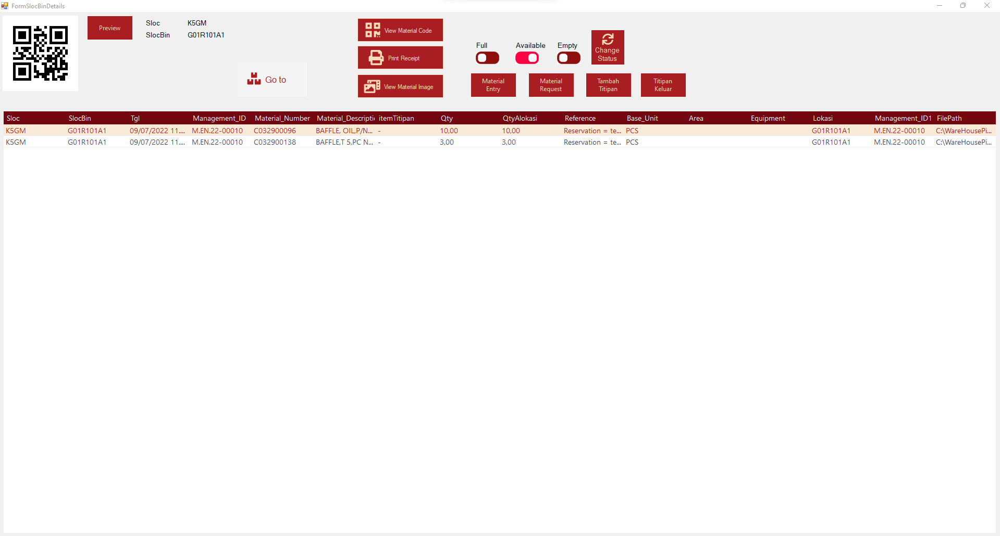 FormSlocBinDetails
Preview
Sloc K5GM
SlocBin G01R101A1
Go to
View Material Code
Print Receipt
View Material Image
Full Available Empty
Change
Status
Material
Entry
Material
Request
Tambah
Titipan
Titipan
Keluar
Sloc SlocBin Tgl Management_ID Material_Number Material_Descriptic itemTitipan Qty QtyAlokasi Reference Base_Unit Area Equipment Lokasi Management_ID1 FilePath
K5GM G01R101A1 09/07/2022 11.... M.EN.22-00010 C032900096 BAFFLE, OIL,P/N... - 10,00 10,00 Reservation = te... PCS G01R101A1 M.EN.22-00010 C:\WareHousePi...
K5GM G01R101A1 09/07/2022 11.... M.EN.22-00010 C032900138 BAFFLE,T 5,PC N... - 3,00 3,00 Reservation = te... PCS G01R101A1 M.EN.22-00010 C:\WareHousePi...